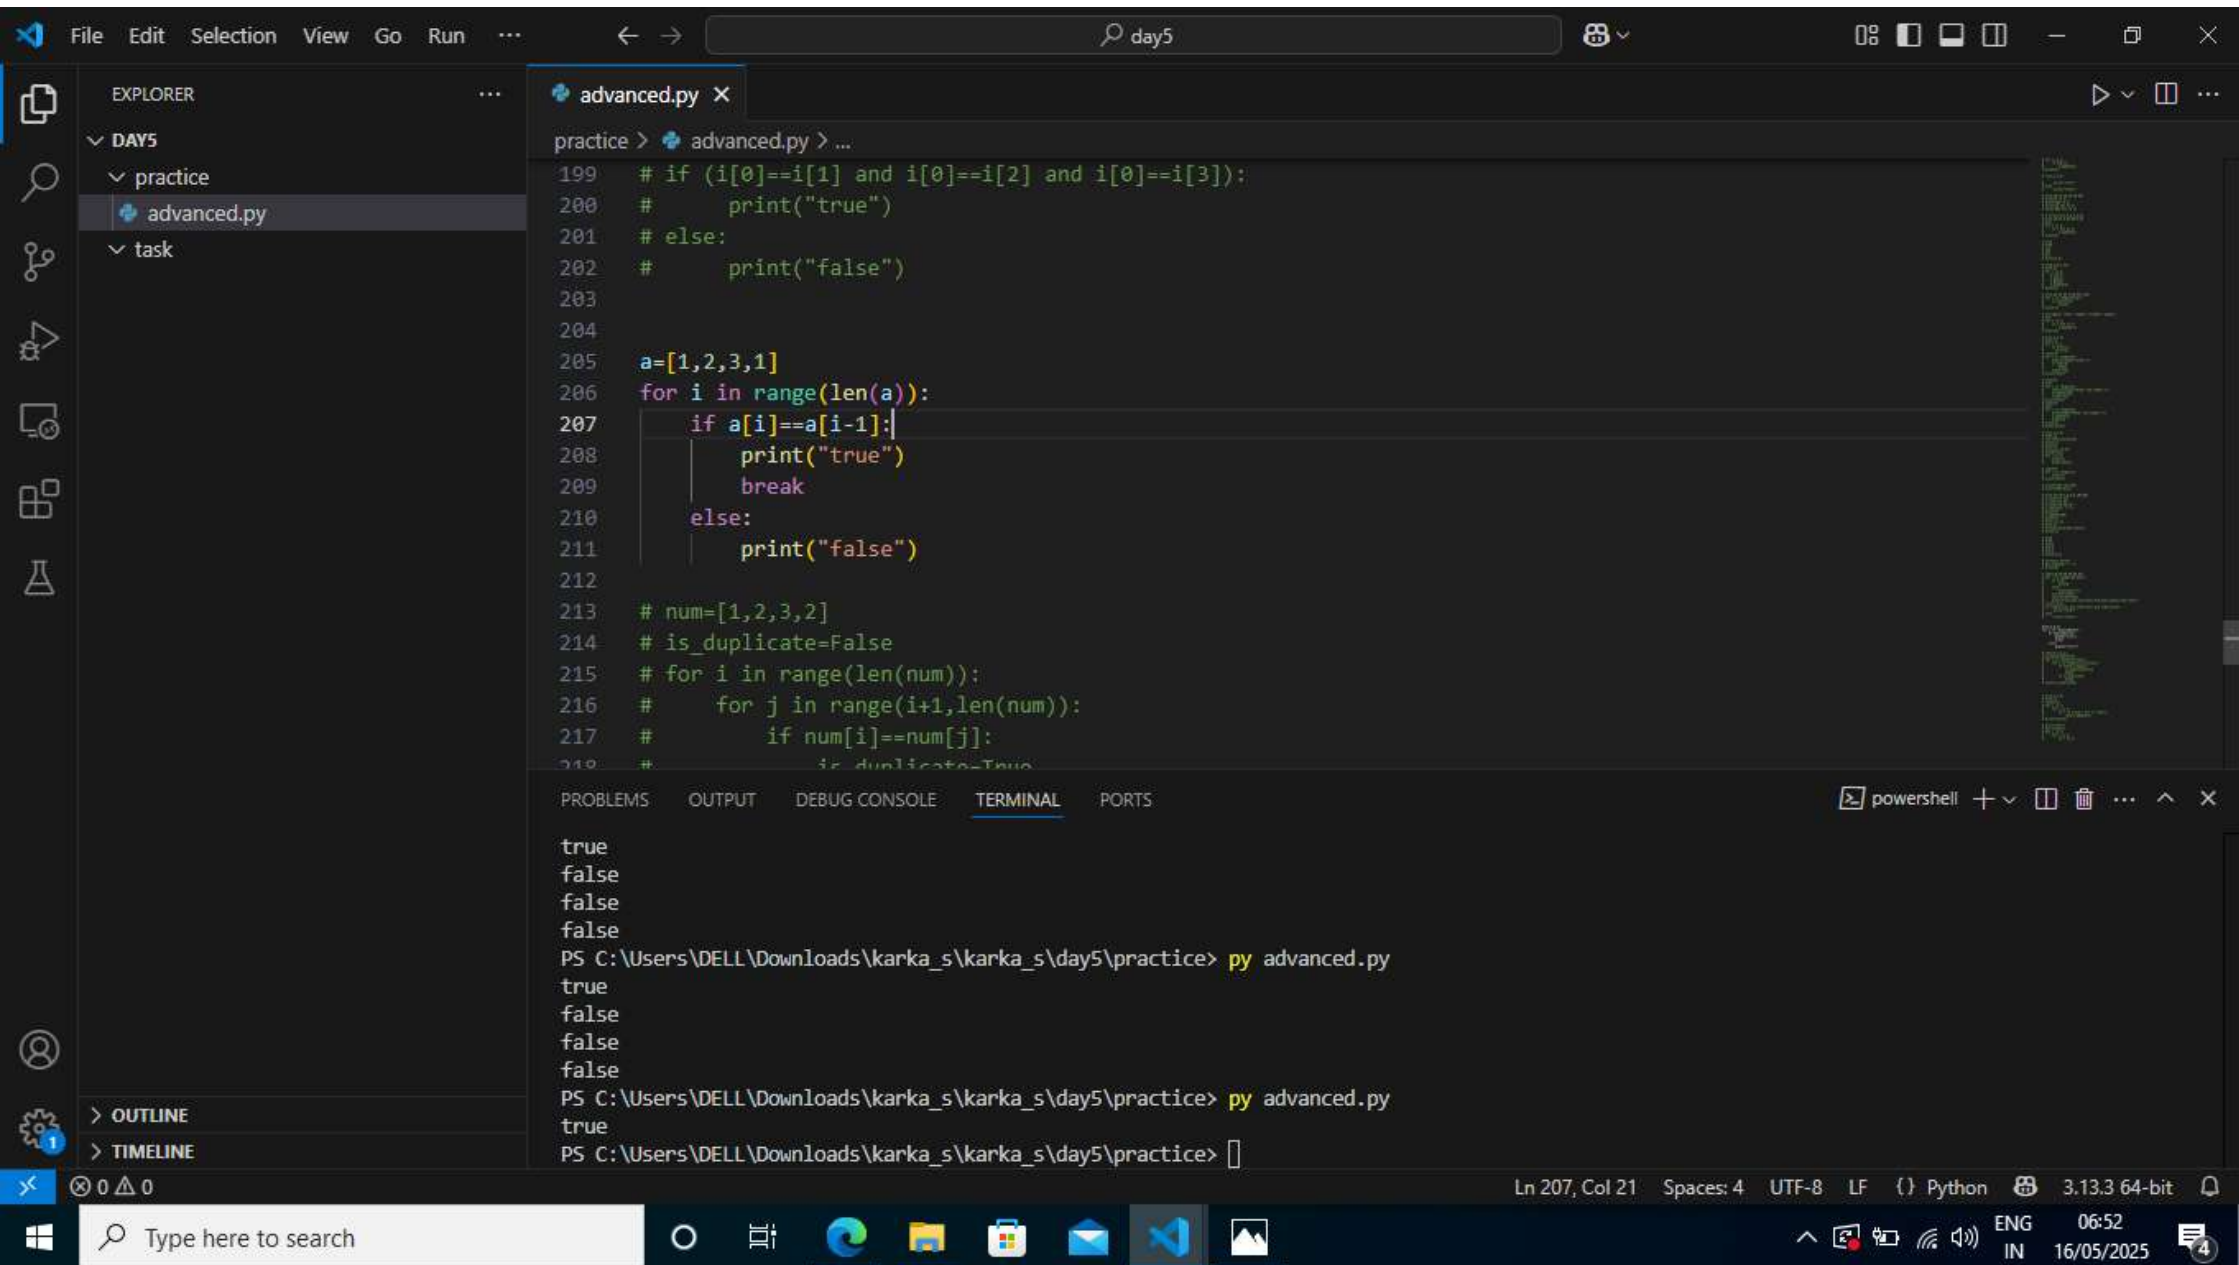 File Edit Selection View Go Run ...
day5
EXPLORER ...
DAY5
practice
advanced.py
task
OUTLINE
TIMELINE
advanced.py
practice > advanced.py > ...
199 # if (i[0]==i[1] and i[0]==i[2] and i[0]==i[3]):
200 #      print("true")
201 # else:
202 #      print("false")
203
204
205 a=[1,2,3,1]
206 for i in range(len(a)):
207     if a[i]==a[i-1]:
208         print("true")
209         break
210     else:
211         print("false")
212
213 # num=[1,2,3,2]
214 # is_duplicate=False
215 # for i in range(len(num)):
216 #     for j in range(i+1,len(num)):
217 #         if num[i]==num[j]:
218 #             is_duplicate=True
PROBLEMS OUTPUT DEBUG CONSOLE TERMINAL PORTS
powershell
true
false
false
false
PS C:\Users\DELL\Downloads\karka_s\karka_s\day5\practice> py advanced.py
true
false
false
false
PS C:\Users\DELL\Downloads\karka_s\karka_s\day5\practice> py advanced.py
true
PS C:\Users\DELL\Downloads\karka_s\karka_s\day5\practice>
1
0 0
Ln 207, Col 21 Spaces: 4 UTF-8 LF {} Python 3.13.3 64-bit
Type here to search
ENG
IN
06:52
16/05/2025
4